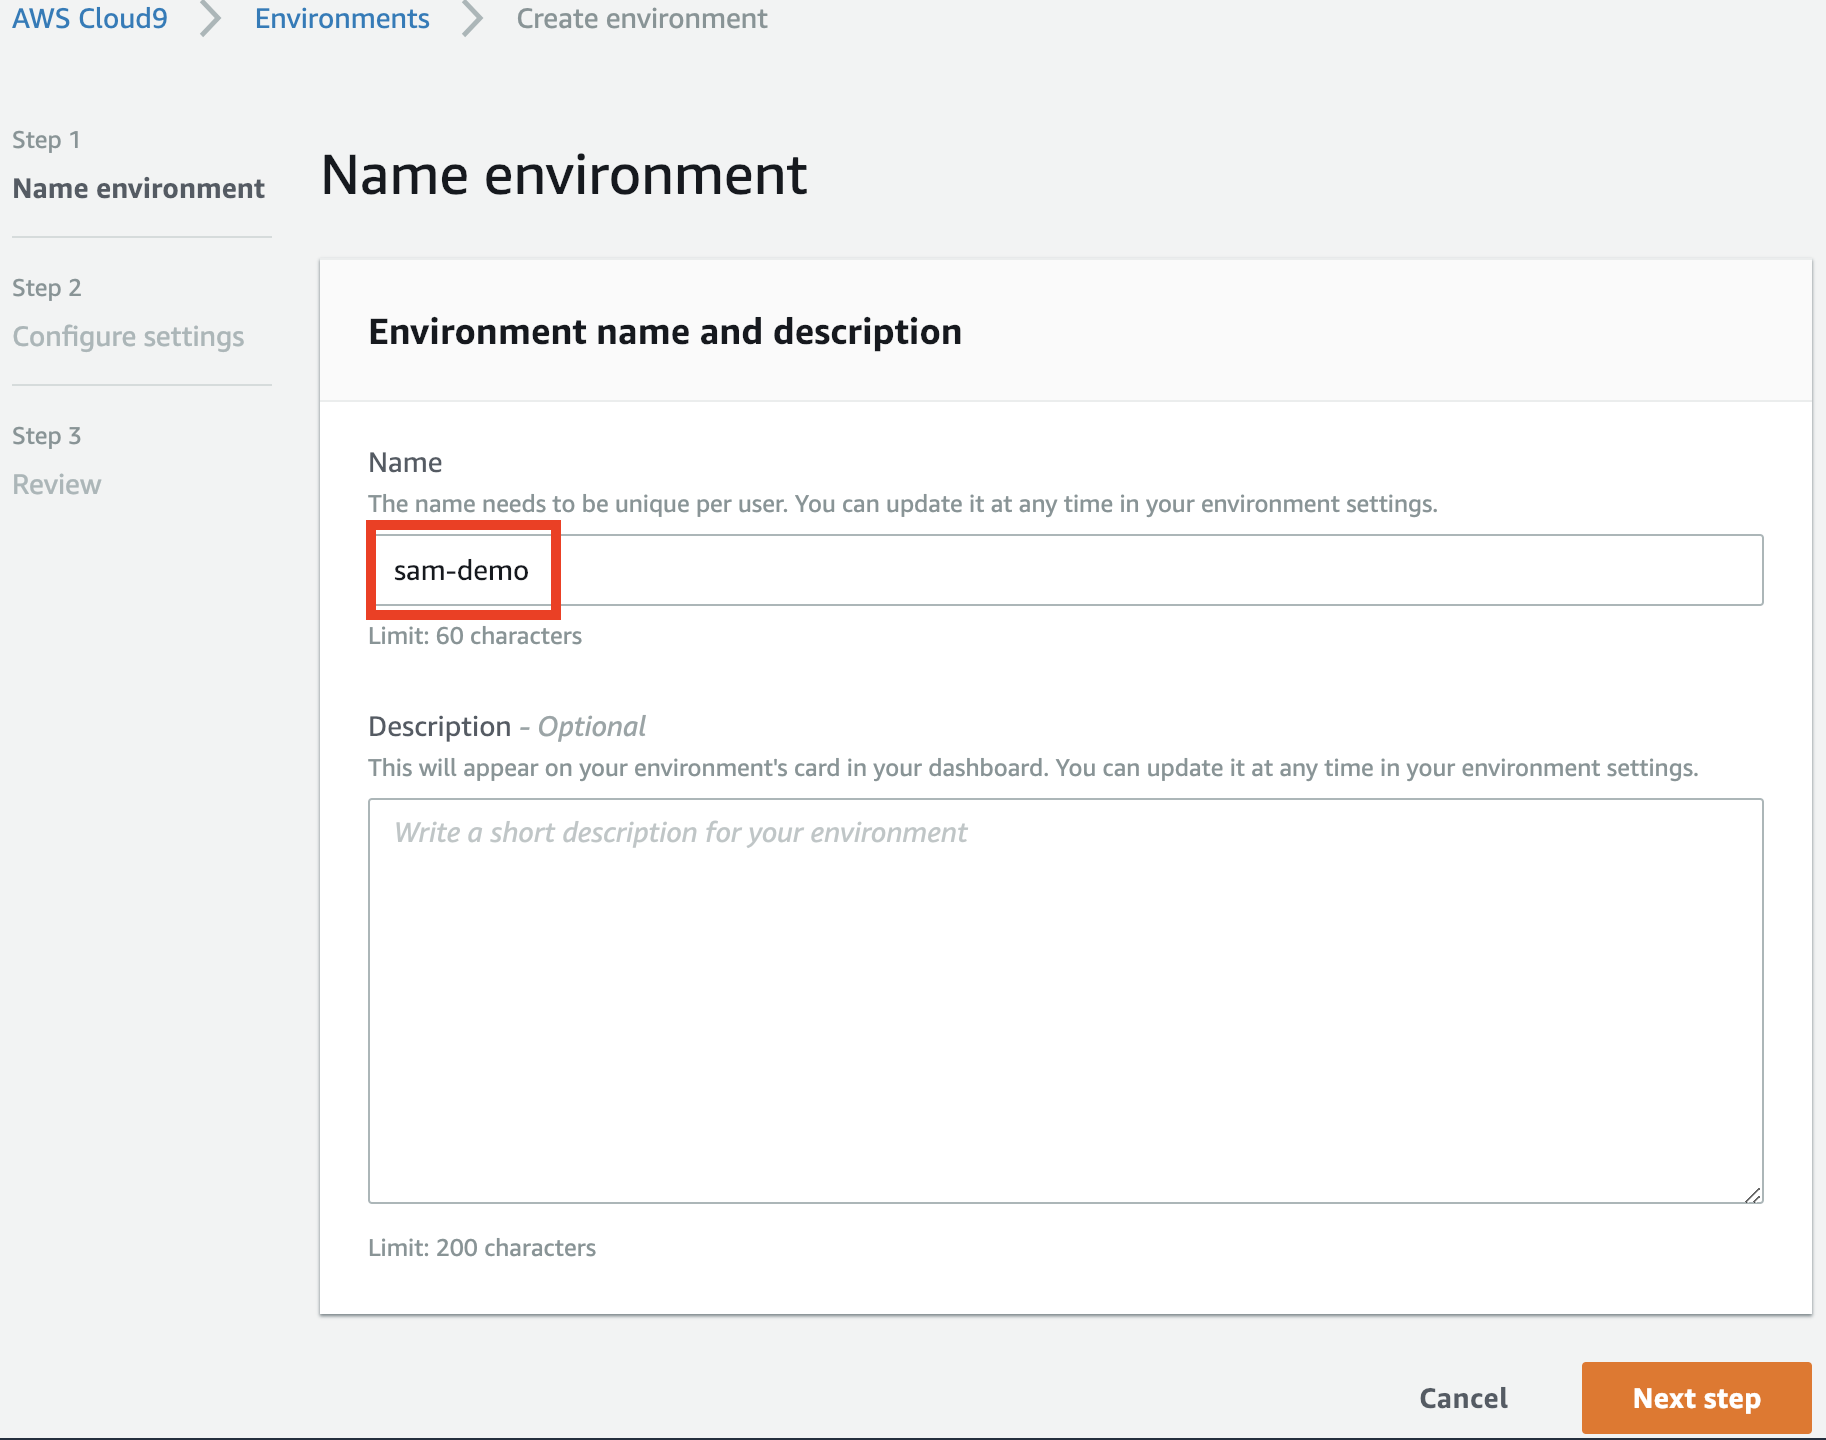 AWS Cloud9 Environments Create environment
Step 1
Name environment
Step 2
Configure settings
Step 3
Review
Name environment
Environment name and description
Name
The name needs to be unique per user. You can update it at any time in your environment settings.
sam-demo
Limit: 60 characters
Description - Optional
This will appear on your environment's card in your dashboard. You can update it at any time in your environment settings.
Write a short description for your environment
Limit: 200 characters
Cancel Next step